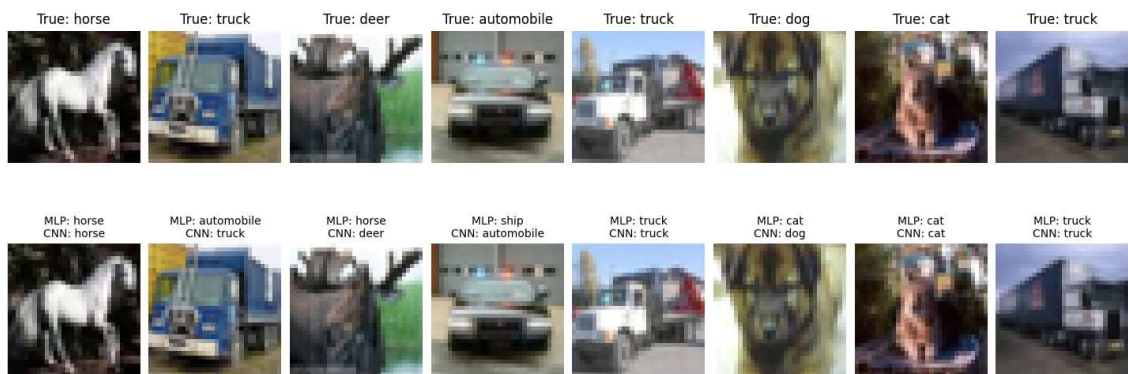 True: horse
True: truck
True: deer
True: automobile
True: truck
True: dog
True: cat
True: truck
MLP: horse
CNN: horse
MLP: automobile
CNN: truck
MLP: horse
CNN: deer
MLP: ship
CNN: automobile
MLP: truck
CNN: truck
MLP: cat
CNN: dog
MLP: cat
CNN: cat
MLP: truck
CNN: truck